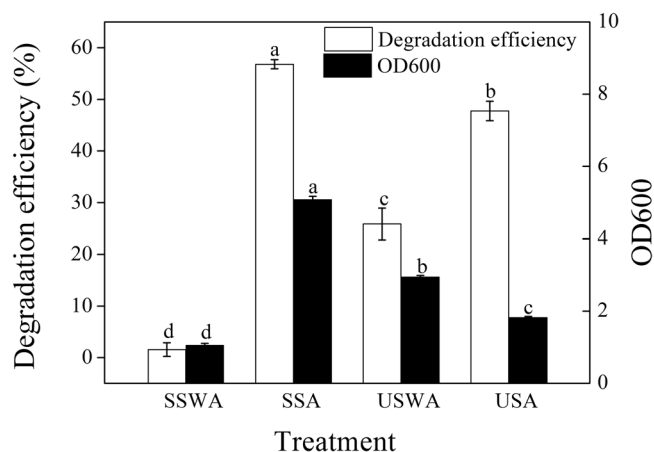 Degradation efficiency (%)
60
50
40
30
20
10
0
Degradation efficiency
OD600
10
8
6
4
2
0
OD600
a
b
a
c
b
c
d d
SSWA SSA USWA USA
Treatment